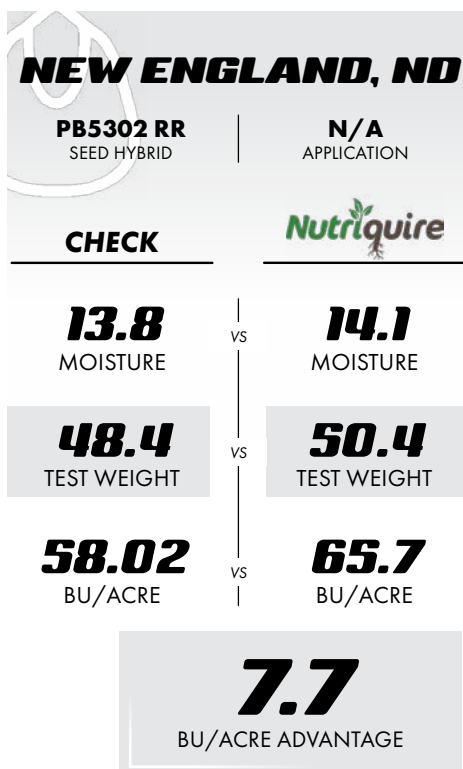 NEW ENGLAND, ND
PB5302 RR
SEED HYBRID
N/A
APPLICATION
CHECK
Nutriquire
13.8
MOISTURE
vs
14.1
MOISTURE
48.4
TEST WEIGHT
vs
50.4
TEST WEIGHT
58.02
BU/ACRE
vs
65.7
BU/ACRE
7.7
BU/ACRE ADVANTAGE